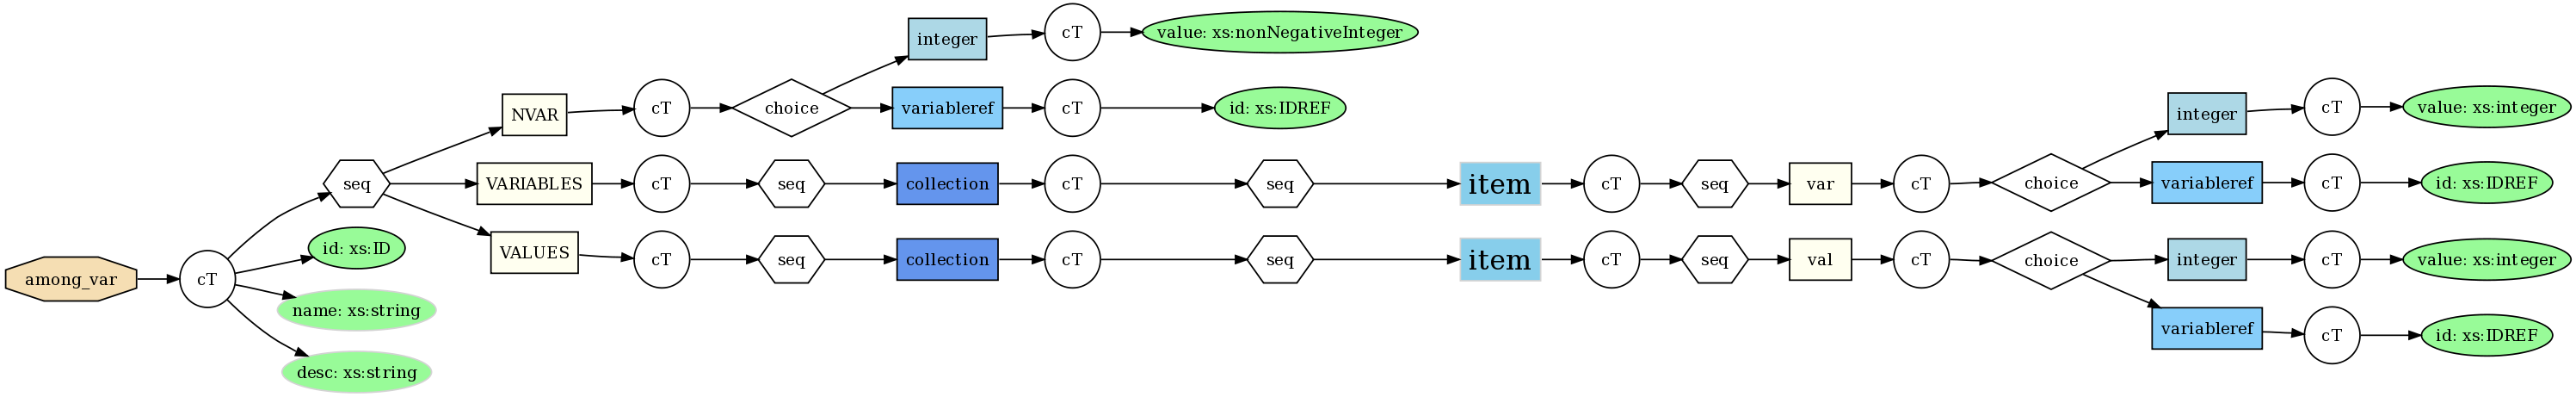 among_var
cT
seq
id: xs:ID
name: xs:string
desc: xs:string
NVAR
cT
choice
integer
cT
value: xs:nonNegativeInteger
variableref
cT
id: xs:IDREF
VARIABLES
cT
seq
collection
cT
seq
item
cT
seq
var
cT
choice
integer
cT
value: xs:integer
variableref
cT
id: xs:IDREF
VALUES
cT
seq
collection
cT
seq
item
cT
seq
val
cT
choice
integer
cT
value: xs:integer
variableref
cT
id: xs:IDREF